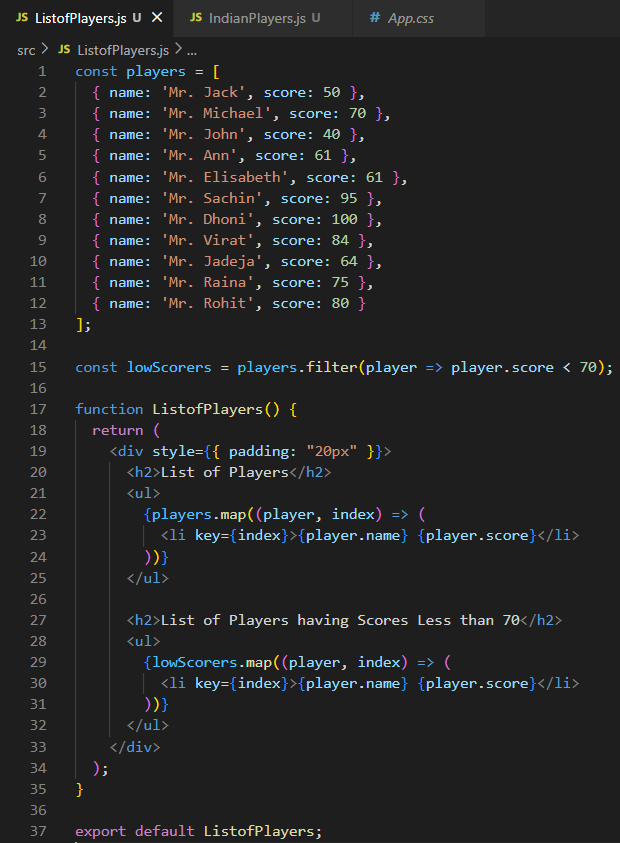 JS ListofPlayers.js U × JS IndianPlayers.js U # App.css
src > JS ListofPlayers.js > ...
1 const players = [
2   { name: 'Mr. Jack', score: 50 },
3   { name: 'Mr. Michael', score: 70 },
4   { name: 'Mr. John', score: 40 },
5   { name: 'Mr. Ann', score: 61 },
6   { name: 'Mr. Elisabeth', score: 61 },
7   { name: 'Mr. Sachin', score: 95 },
8   { name: 'Mr. Dhoni', score: 100 },
9   { name: 'Mr. Virat', score: 84 },
10   { name: 'Mr. Jadeja', score: 64 },
11   { name: 'Mr. Raina', score: 75 },
12   { name: 'Mr. Rohit', score: 80 }
13 ];
14
15 const lowScorers = players.filter(player => player.score < 70);
16
17 function ListofPlayers() {
18   return (
19     <div style={{ padding: "20px" }}>
20       <h2>List of Players</h2>
21       <ul>
22         {players.map((player, index) => (
23           <li key={index}>{player.name} {player.score}</li>
24         ))}
25       </ul>
26
27       <h2>List of Players having Scores Less than 70</h2>
28       <ul>
29         {lowScorers.map((player, index) => (
30           <li key={index}>{player.name} {player.score}</li>
31         ))}
32       </ul>
33     </div>
34   );
35 }
36
37 export default ListofPlayers;